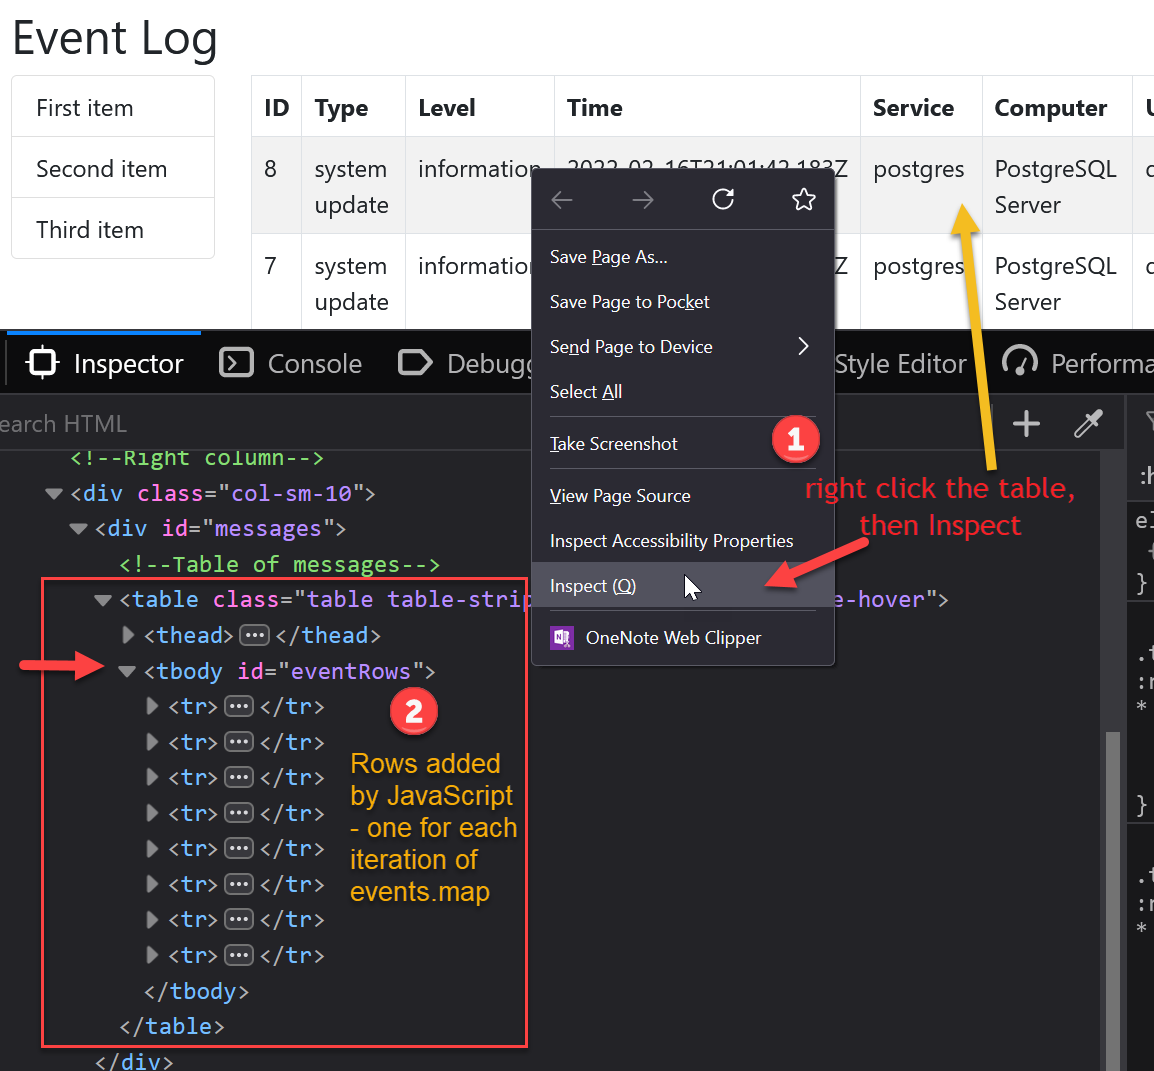 Event Log
First item
Second item
Third item
ID Type Level Time Service Computer U
8 system update information 2022-02-16T21:01:42.183Z postgres PostgreSQL Server
7 system update information Z postgres PostgreSQL Server
Save Page As...
Save Page to Pocket
Send Page to Device
Select All
Take Screenshot
1
View Page Source
Inspect Accessibility Properties
Inspect (Q)
OneNote Web Clipper
right click the table,
then Inspect
Inspector Console Debugg Style Editor Performa
earch HTML
<!--Right column-->
<div class="col-sm-10">
<div id="messages">
<!--Table of messages-->
<table class="table table-strip e-hover">
<thead> ••• </thead>
<tbody id="eventRows">
<tr> ••• </tr>
<tr> ••• </tr>
<tr> ••• </tr>
<tr> ••• </tr>
<tr> ••• </tr>
<tr> ••• </tr>
<tr> ••• </tr>
<tr> ••• </tr>
</tbody>
</table>
</div>
2
Rows added
by JavaScript
- one for each
iteration of
events.map
:h
el
}
.t
:r
*
}
.t
:r
*